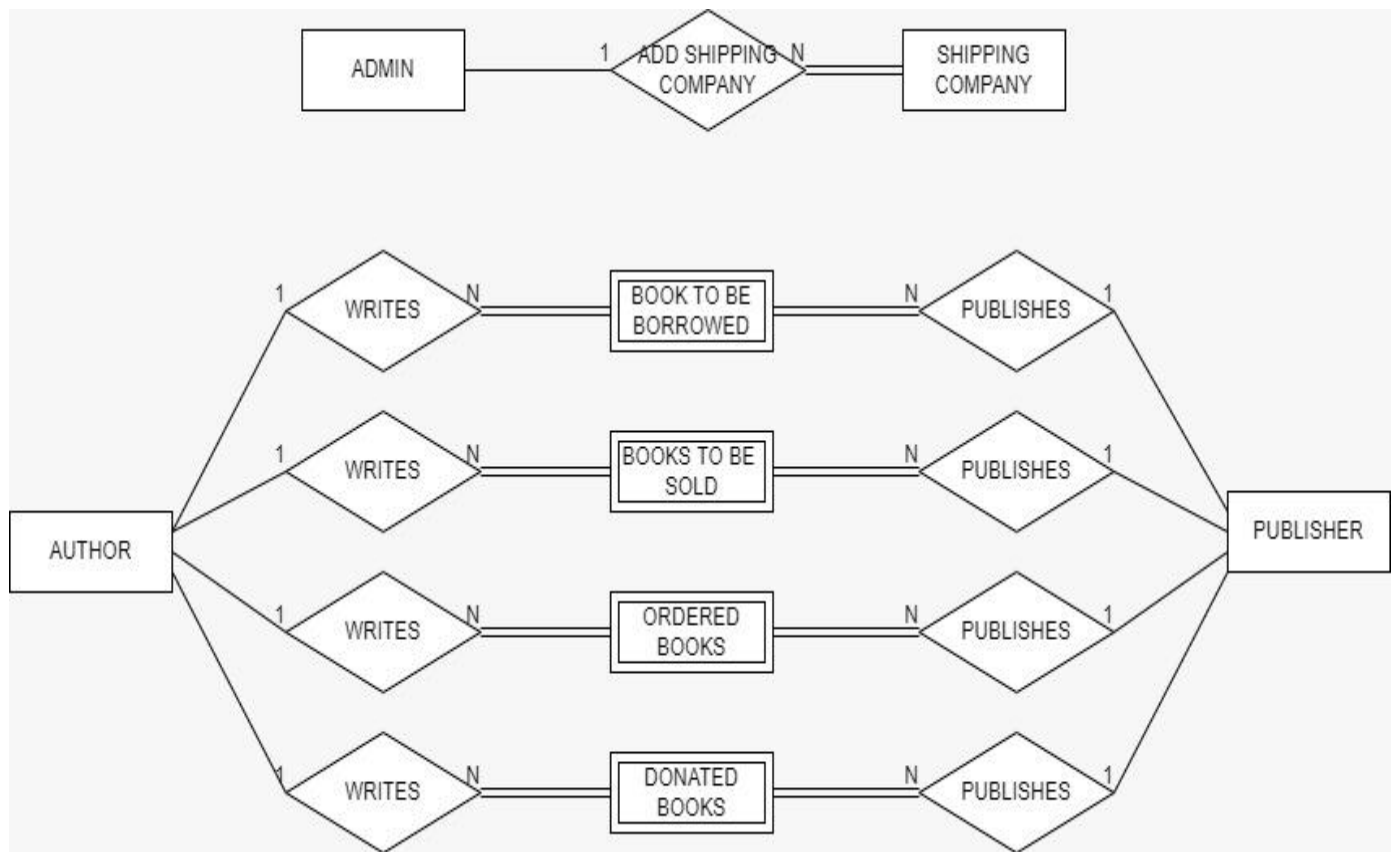 ADMIN
1
ADD SHIPPING
COMPANY
N
SHIPPING
COMPANY
1
WRITES
N
BOOK TO BE
BORROWED
N
PUBLISHES
1
1
WRITES
N
BOOKS TO BE
SOLD
N
PUBLISHES
1
AUTHOR
PUBLISHER
1
WRITES
N
ORDERED
BOOKS
N
PUBLISHES
1
1
WRITES
N
DONATED
BOOKS
N
PUBLISHES
1